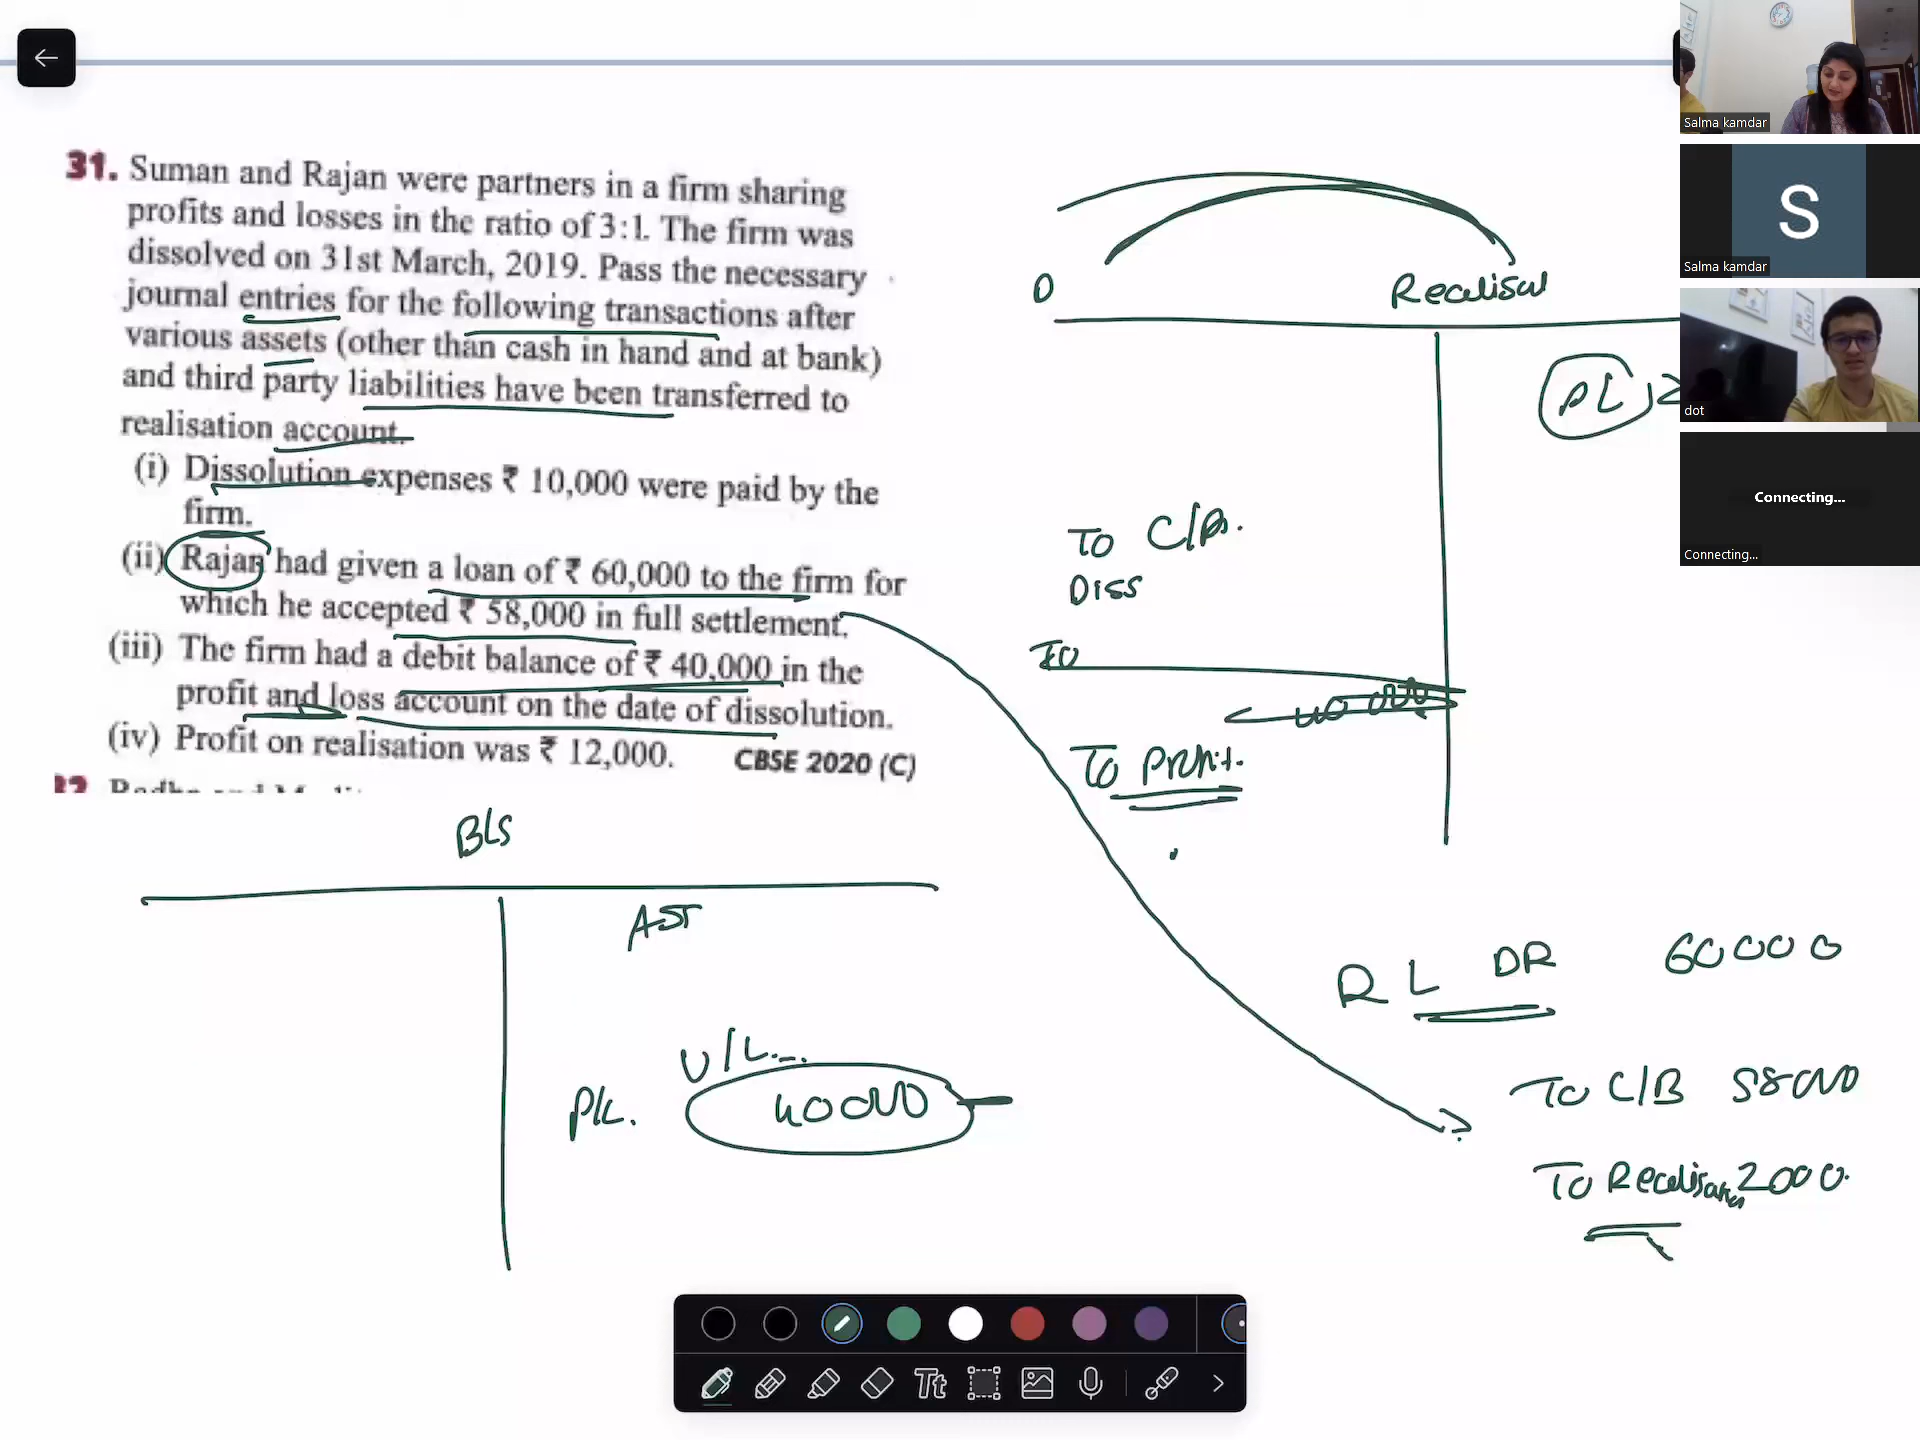 31. Suman and Rajan were partners in a firm sharing
profits and losses in the ratio of 3:1. The firm was
dissolved on 31st March, 2019. Pass the necessary
journal entries for the following transactions after
various assets (other than cash in hand and at bank)
and third party liabilities have been transferred to
realisation account.
(i) Dissolution expenses ₹ 10,000 were paid by the
firm.
(ii) Rajan had given a loan of ₹ 60,000 to the firm for
which he accepted ₹ 58,000 in full settlement.
(iii) The firm had a debit balance of ₹ 40,000 in the
profit and loss account on the date of dissolution.
(iv) Profit on realisation was ₹ 12,000. CBSE 2020 (C)
BLS
AST
U/L...
P/L. 40000
D
To C/B.
DISS
To
To Profit.
R L DR 60000
To C/B 58000
To Realisation 2000.
Salma kamdar
S
Salma kamdar
dot
Connecting...
Connecting...
Tt